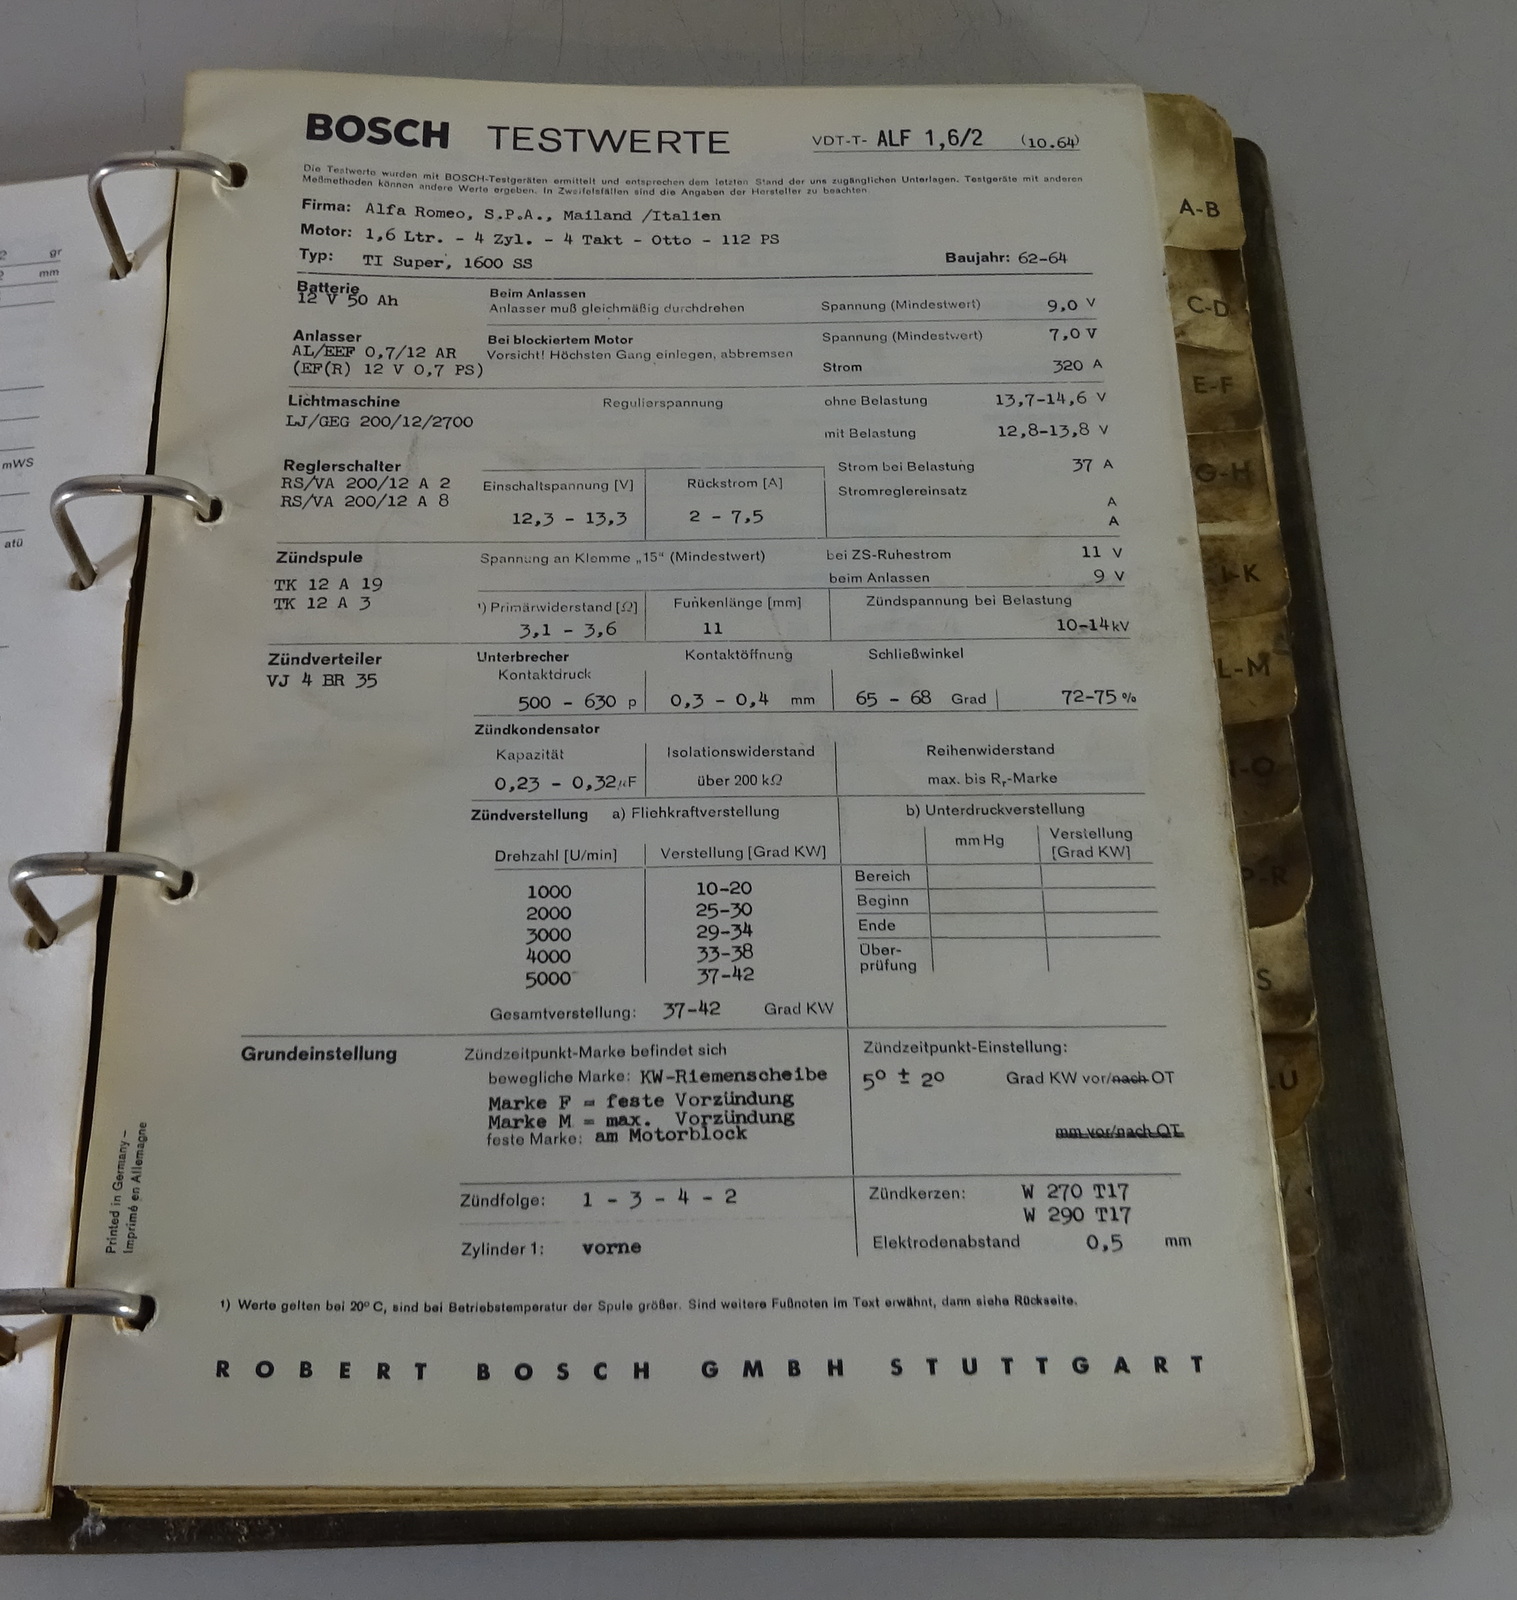 BOSCH TESTWERTE VDT-T- ALF 1,6/2 (10.64)
Die Testwerte wurden mit BOSCH-Testgeräten ermittelt und entsprechen dem letzten Stand der uns zugänglichen Unterlagen. Testgeräte mit anderen
Meßmethoden können andere Werte ergeben. In Zweifelsfällen sind die Angaben der Hersteller zu beachten.
Firma: Alfa Romeo, S.P.A., Mailand /Italien
Motor: 1,6 Ltr. - 4 Zyl. - 4 Takt - Otto - 112 PS
Typ: TI Super, 1600 SS Baujahr: 62-64
Batterie
12 V 50 Ah
Beim Anlassen
Anlasser muß gleichmäßig durchdrehen Spannung (Mindestwert) 9,0 V
Anlasser
AL/EEF 0,7/12 AR
(EF(R) 12 V 0,7 PS)
Bei blockiertem Motor Spannung (Mindestwert) 7,0 V
Vorsicht! Höchsten Gang einlegen, abbremsen
Strom 320 A
Lichtmaschine Regulierspannung ohne Belastung 13,7-14,6 V
LJ/GEG 200/12/2700
mit Belastung 12,8-13,8 V
Reglerschalter
RS/VA 200/12 A 2
RS/VA 200/12 A 8
Einschaltspannung [V] Rückstrom [A]
12,3 - 13,3 2 - 7,5
Strom bei Belastung 37 A
Stromreglereinsatz
A
A
Zündspule Spannung an Klemme „15“ (Mindestwert) bei ZS-Ruhestrom 11 V
beim Anlassen 9 V
TK 12 A 19
TK 12 A 3
¹) Primärwiderstand [Ω] Funkenlänge [mm] Zündspannung bei Belastung
3,1 - 3,6 11 10-14 kV
Zündverteiler
VJ 4 BR 35
Unterbrecher Kontaktöffnung Schließwinkel
Kontaktdruck
500 - 630 p 0,3 - 0,4 mm 65 - 68 Grad 72-75 %
Zündkondensator
Kapazität Isolationswiderstand Reihenwiderstand
0,23 - 0,32 µF über 200 kΩ max. bis Rr-Marke
Zündverstellung a) Fliehkraftverstellung b) Unterdruckverstellung
Drehzahl [U/min] Verstellung [Grad KW]
1000 10-20
2000 25-30
3000 29-34
4000 33-38
5000 37-42
Gesamtverstellung: 37-42 Grad KW
mm Hg Verstellung
[Grad KW]
Bereich
Beginn
Ende
Über-
prüfung
Grundeinstellung
Zündzeitpunkt-Marke befindet sich
bewegliche Marke: KW-Riemenscheibe
Marke F = feste Vorzündung
Marke M = max. Vorzündung
feste Marke: am Motorblock
Zündzeitpunkt-Einstellung:
5° ± 2° Grad KW vor/nach OT
mm vor/nach OT
Zündfolge: 1 - 3 - 4 - 2
Zylinder 1: vorne
Zündkerzen: W 270 T17
W 290 T17
Elektrodenabstand 0,5 mm
¹) Werte gelten bei 20° C, sind bei Betriebstemperatur der Spule größer. Sind weitere Fußnoten im Text erwähnt, dann siehe Rückseite.
ROBERT BOSCH GMBH STUTTGART
Printed in Germany –
Imprimé en Allemagne
A-B
C-D
E-F
G-H
I-K
L-M
P-R
S
gr
mm
mWS
atü